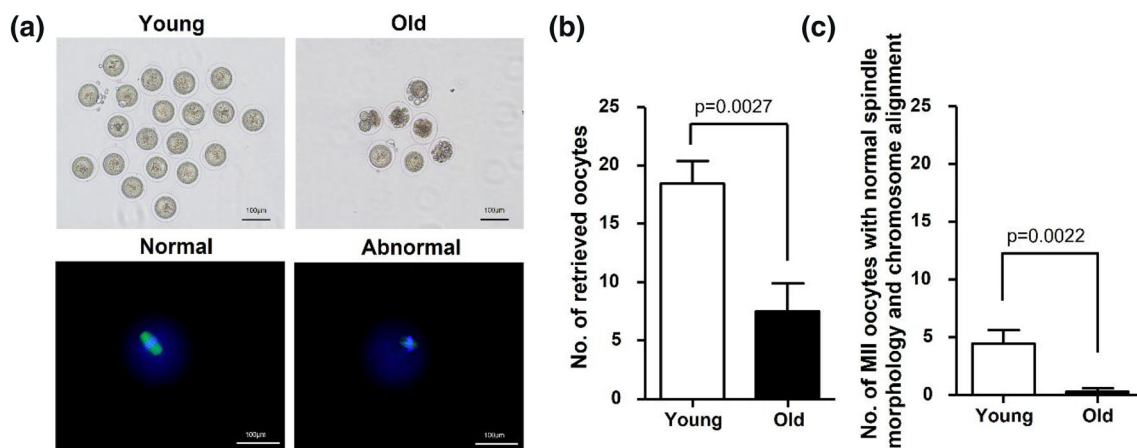 (a)
Young
Old
100μm
100μm
Normal
Abnormal
100μm
100μm
(b)
No. of retrieved oocytes
25
20
15
10
5
0
p=0.0027
Young
Old
(c)
No. of MII oocytes with normal spindle
morphology and chromosome alignment
25
20
15
10
5
0
p=0.0022
Young
Old